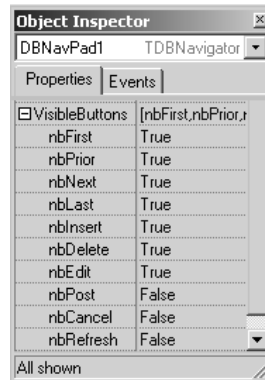 Object Inspector
DBNavPad1 TDBNavigator
Properties Events
VisibleButtons [nbFirst,nbPrior,r
nbFirst True
nbPrior True
nbNext True
nbLast True
nbInsert True
nbDelete True
nbEdit True
nbPost False
nbCancel False
nbRefresh False
All shown